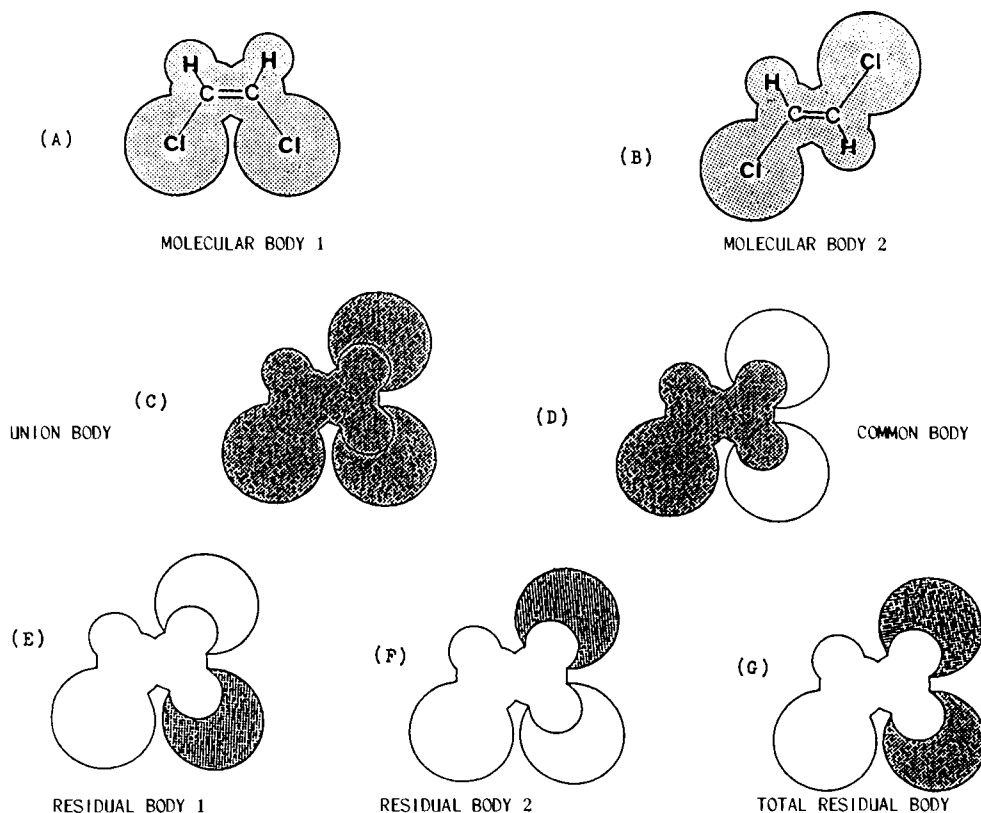 (A)
H H
C=C
Cl Cl
MOLECULAR BODY 1
(B)
Cl
H
C=C
H
Cl
MOLECULAR BODY 2
(C)
UNION BODY
(D)
COMMON BODY
(E)
RESIDUAL BODY 1
(F)
RESIDUAL BODY 2
(G)
TOTAL RESIDUAL BODY